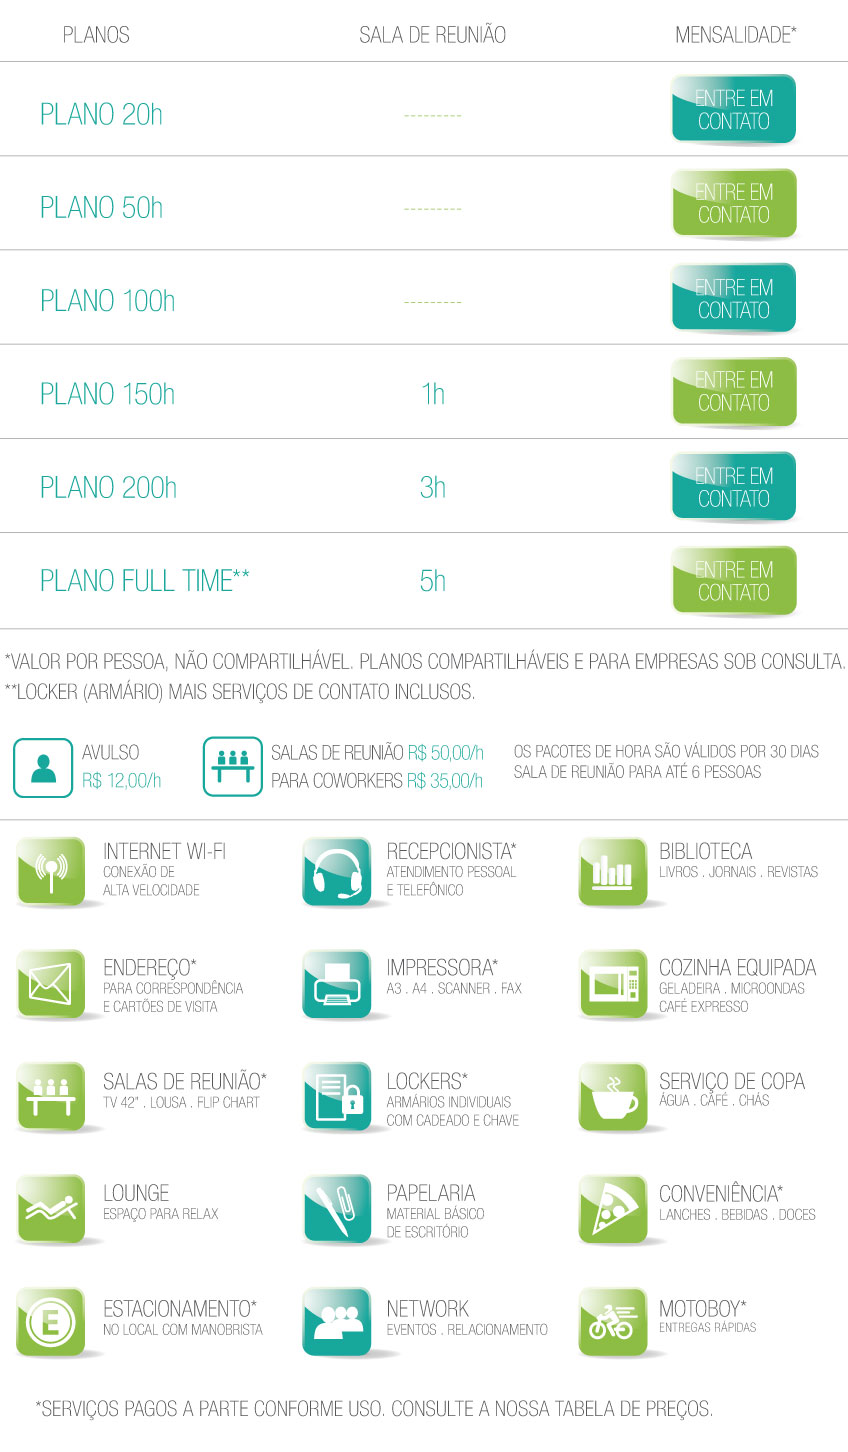 PLANOS SALA DE REUNIÃO MENSALIDADE*
PLANO 20h --------- ENTRE EM
CONTATO
PLANO 50h --------- ENTRE EM
CONTATO
PLANO 100h --------- ENTRE EM
CONTATO
PLANO 150h 1h ENTRE EM
CONTATO
PLANO 200h 3h ENTRE EM
CONTATO
PLANO FULL TIME** 5h ENTRE EM
CONTATO
*VALOR POR PESSOA, NÃO COMPARTILHÁVEL. PLANOS COMPARTILHÁVEIS E PARA EMPRESAS SOB CONSULTA.
**LOCKER (ARMÁRIO) MAIS SERVIÇOS DE CONTATO INCLUSOS.
AVULSO
R$ 12,00/h
SALAS DE REUNIÃO R$ 50,00/h
PARA COWORKERS R$ 35,00/h
OS PACOTES DE HORA SÃO VÁLIDOS POR 30 DIAS
SALA DE REUNIÃO PARA ATÉ 6 PESSOAS
INTERNET WI-FI
CONEXÃO DE
ALTA VELOCIDADE
RECEPCIONISTA*
ATENDIMENTO PESSOAL
E TELEFÔNICO
BIBLIOTECA
LIVROS . JORNAIS . REVISTAS
ENDEREÇO*
PARA CORRESPONDÊNCIA
E CARTÕES DE VISITA
IMPRESSORA*
A3 . A4 . SCANNER . FAX
COZINHA EQUIPADA
GELADEIRA . MICROONDAS
CAFÉ EXPRESSO
SALAS DE REUNIÃO*
TV 42" . LOUSA . FLIP CHART
LOCKERS*
ARMÁRIOS INDIVIDUAIS
COM CADEADO E CHAVE
SERVIÇO DE COPA
ÁGUA . CAFÉ . CHÁS
LOUNGE
ESPAÇO PARA RELAX
PAPELARIA
MATERIAL BÁSICO
DE ESCRITÓRIO
CONVENIÊNCIA*
LANCHES . BEBIDAS . DOCES
E
ESTACIONAMENTO*
NO LOCAL COM MANOBRISTA
NETWORK
EVENTOS . RELACIONAMENTO
MOTOBOY*
ENTREGAS RÁPIDAS
*SERVIÇOS PAGOS A PARTE CONFORME USO. CONSULTE A NOSSA TABELA DE PREÇOS.